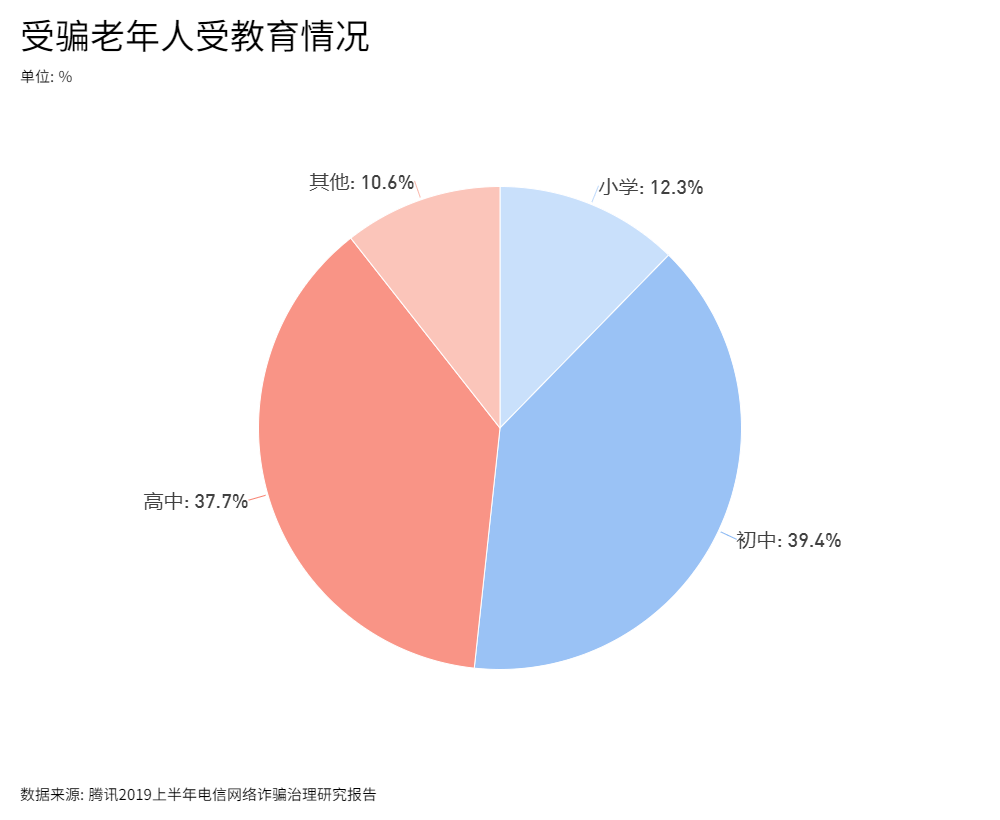 受骗老年人受教育情况
单位: %
其他: 10.6%
小学: 12.3%
高中: 37.7%
初中: 39.4%
数据来源: 腾讯2019上半年电信网络诈骗治理研究报告